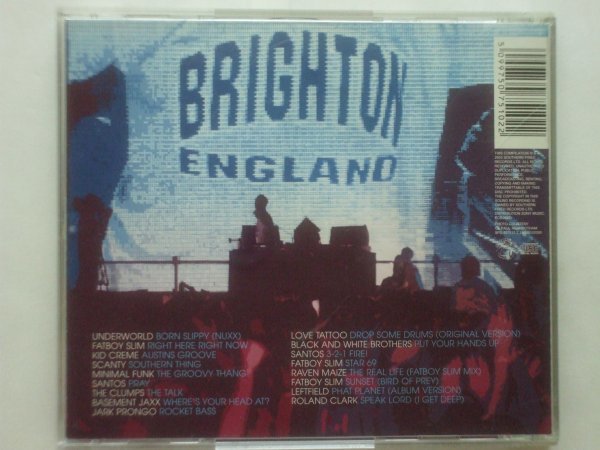 BRIGHTON
ENGLAND
5099750751022
UNDERWORLD BORN SLIPPY (NUXX)
FATBOY SLIM RIGHT HERE RIGHT NOW
KID CREME AUSTINS GROOVE
SCANTY SOUTHERN THING
MINIMAL FUNK THE GROOVY THANG
SANTOS PRAY
THE CLUMPS THE TALK
BASEMENT JAXX WHERE'S YOUR HEAD AT?
JARK PRONGO ROCKET BASS
LOVE TATTOO DROP SOME DRUMS (ORIGINAL VERSION)
BLACK AND WHITE BROTHERS PUT YOUR HANDS UP
SANTOS 3-2-1 FIRE!
FATBOY SLIM STAR 69
RAVEN MAIZE THE REAL LIFE (FATBOY SLIM MIX)
FATBOY SLIM SUNSET (BIRD OF PREY)
LEFTFIELD PHAT PLANET (ALBUM VERSION)
ROLAND CLARK SPEAK LORD (I GET DEEP)